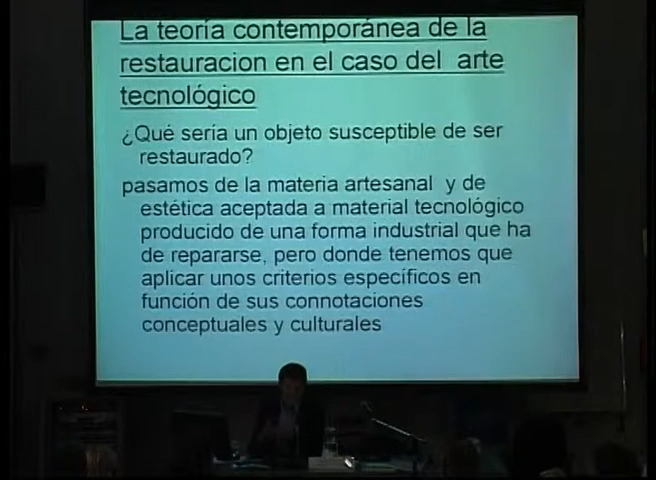 La teoría contemporánea de la
restauracion en el caso del arte
tecnológico
¿Qué sería un objeto susceptible de ser
restaurado?
pasamos de la materia artesanal y de
estética aceptada a material tecnológico
producido de una forma industrial que ha
de repararse, pero donde tenemos que
aplicar unos criterios específicos en
función de sus connotaciones
conceptuales y culturales